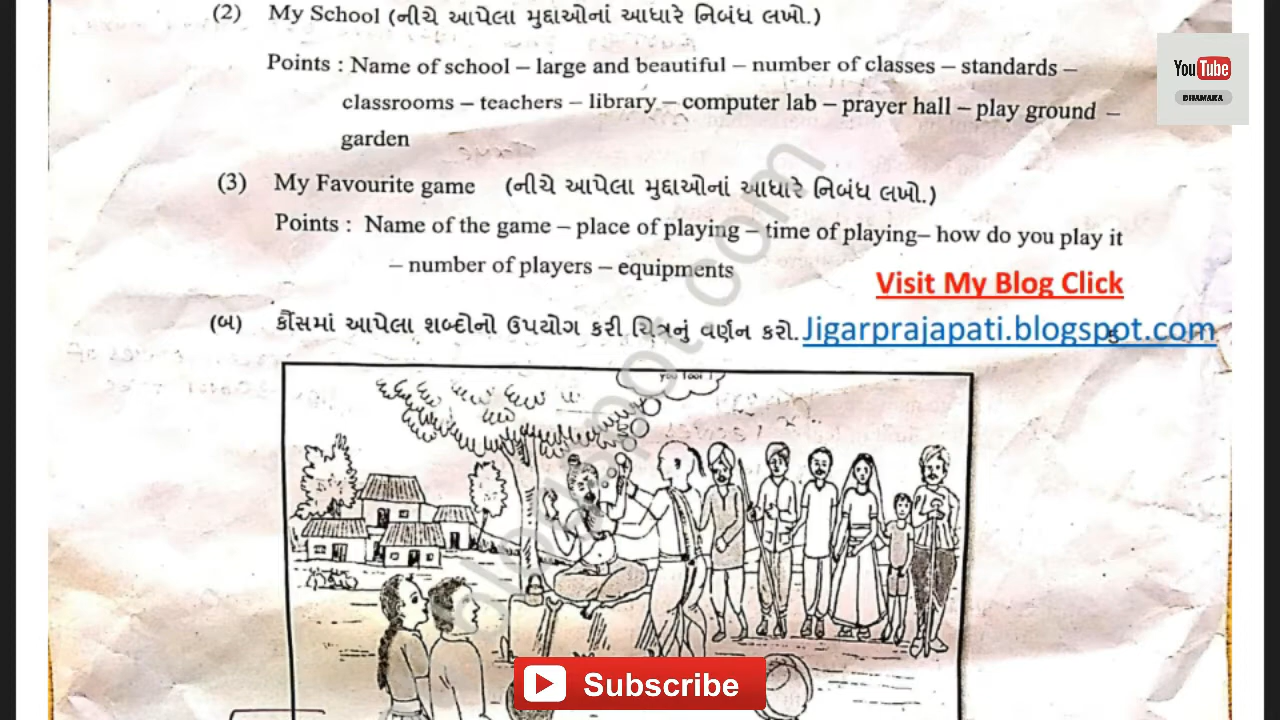 (2) My School (નીચે આપેલા મુદ્દાઓનાં આધારે નિબંધ લખો.)
Points : Name of school – large and beautiful – number of classes – standards –
classrooms – teachers – library – computer lab – prayer hall – play ground –
garden
You Tube
DHAMAKA
(3) My Favourite game (નીચે આપેલા મુદ્દાઓનાં આધારે નિબંધ લખો.)
Points : Name of the game – place of playing – time of playing– how do you play it
– number of players – equipments
Visit My Blog Click
(બ) કૌંસમાં આપેલા શબ્દોનો ઉપયોગ કરી ચિત્રનું વર્ણન કરો.
Jigarprajapati.blogspot.com
Subscribe